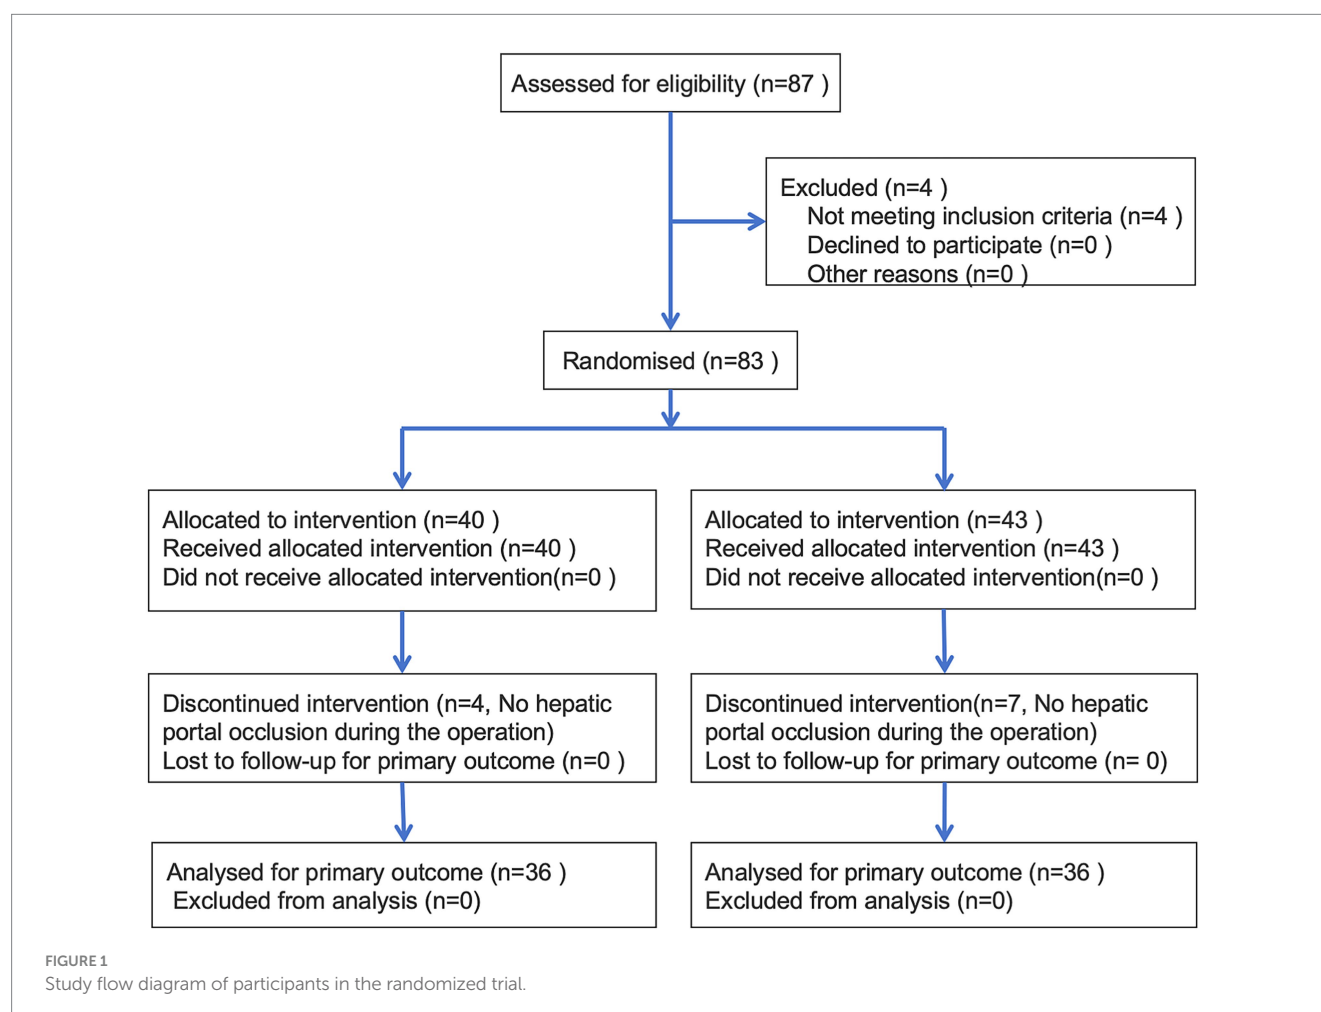 Assessed for eligibility (n=87 )
Excluded (n=4 )
Not meeting inclusion criteria (n=4 )
Declined to participate (n=0 )
Other reasons (n=0 )
Randomised (n=83 )
Allocated to intervention (n=40 )
Received allocated intervention (n=40 )
Did not receive allocated intervention(n=0 )
Allocated to intervention (n=43 )
Received allocated intervention (n=43 )
Did not receive allocated intervention(n=0 )
Discontinued intervention (n=4, No hepatic
portal occlusion during the operation)
Lost to follow-up for primary outcome (n=0 )
Discontinued intervention(n=7, No hepatic
portal occlusion during the operation)
Lost to follow-up for primary outcome (n= 0)
Analysed for primary outcome (n=36 )
Excluded from analysis (n=0)
Analysed for primary outcome (n=36 )
Excluded from analysis (n=0)
FIGURE 1
Study flow diagram of participants in the randomized trial.